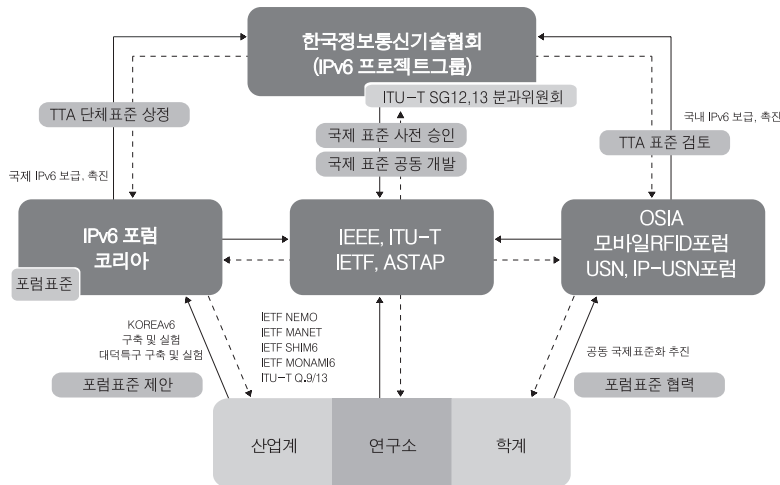 한국정보통신기술협회
(IPv6 프로젝트그룹)
ITU-T SG12,13 분과위원회
TTA 단체표준 상정
국제 표준 사전 승인
국내 IPv6 보급, 촉진
국제 표준 공동 개발
TTA 표준 검토
국제 IPv6 보급, 촉진
IPv6 포럼
코리아
포럼표준
IEEE, ITU-T
IETF, ASTAP
OSIA
모바일RFID포럼
USN, IP-USN포럼
KOREAv6
구축 및 실험
대덕특구 구축 및 실험
포럼표준 제안
IETF NEMO
IETF MANET
IETF SHIM6
IETF MONAMI6
ITU-T Q.9/13
공동 국제표준화 추진
포럼표준 협력
산업계
연구소
학계